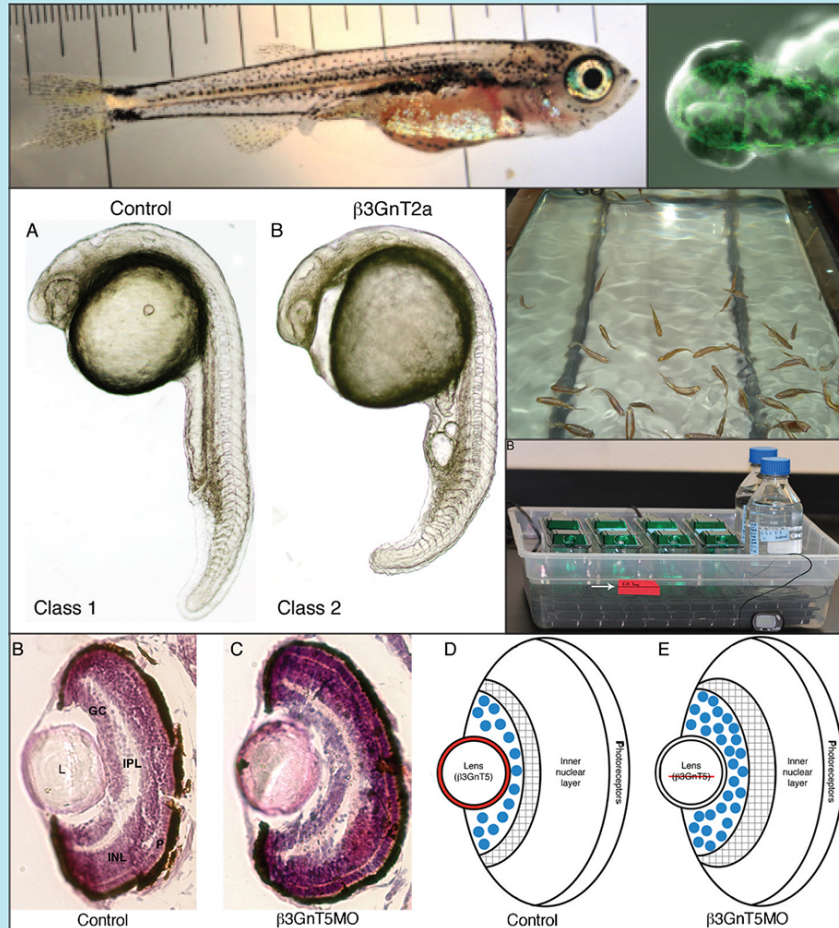 Control
β3GnT2a
A
B
Class 1
Class 2
B
B
GC
L
IPL
INL
P
Control
C
β3GnT5MO
D
Lens
(β3GnT5)
Inner
nuclear
layer
Photoreceptors
Control
E
Lens
(β3GnT5)
Inner
nuclear
layer
Photoreceptors
β3GnT5MO